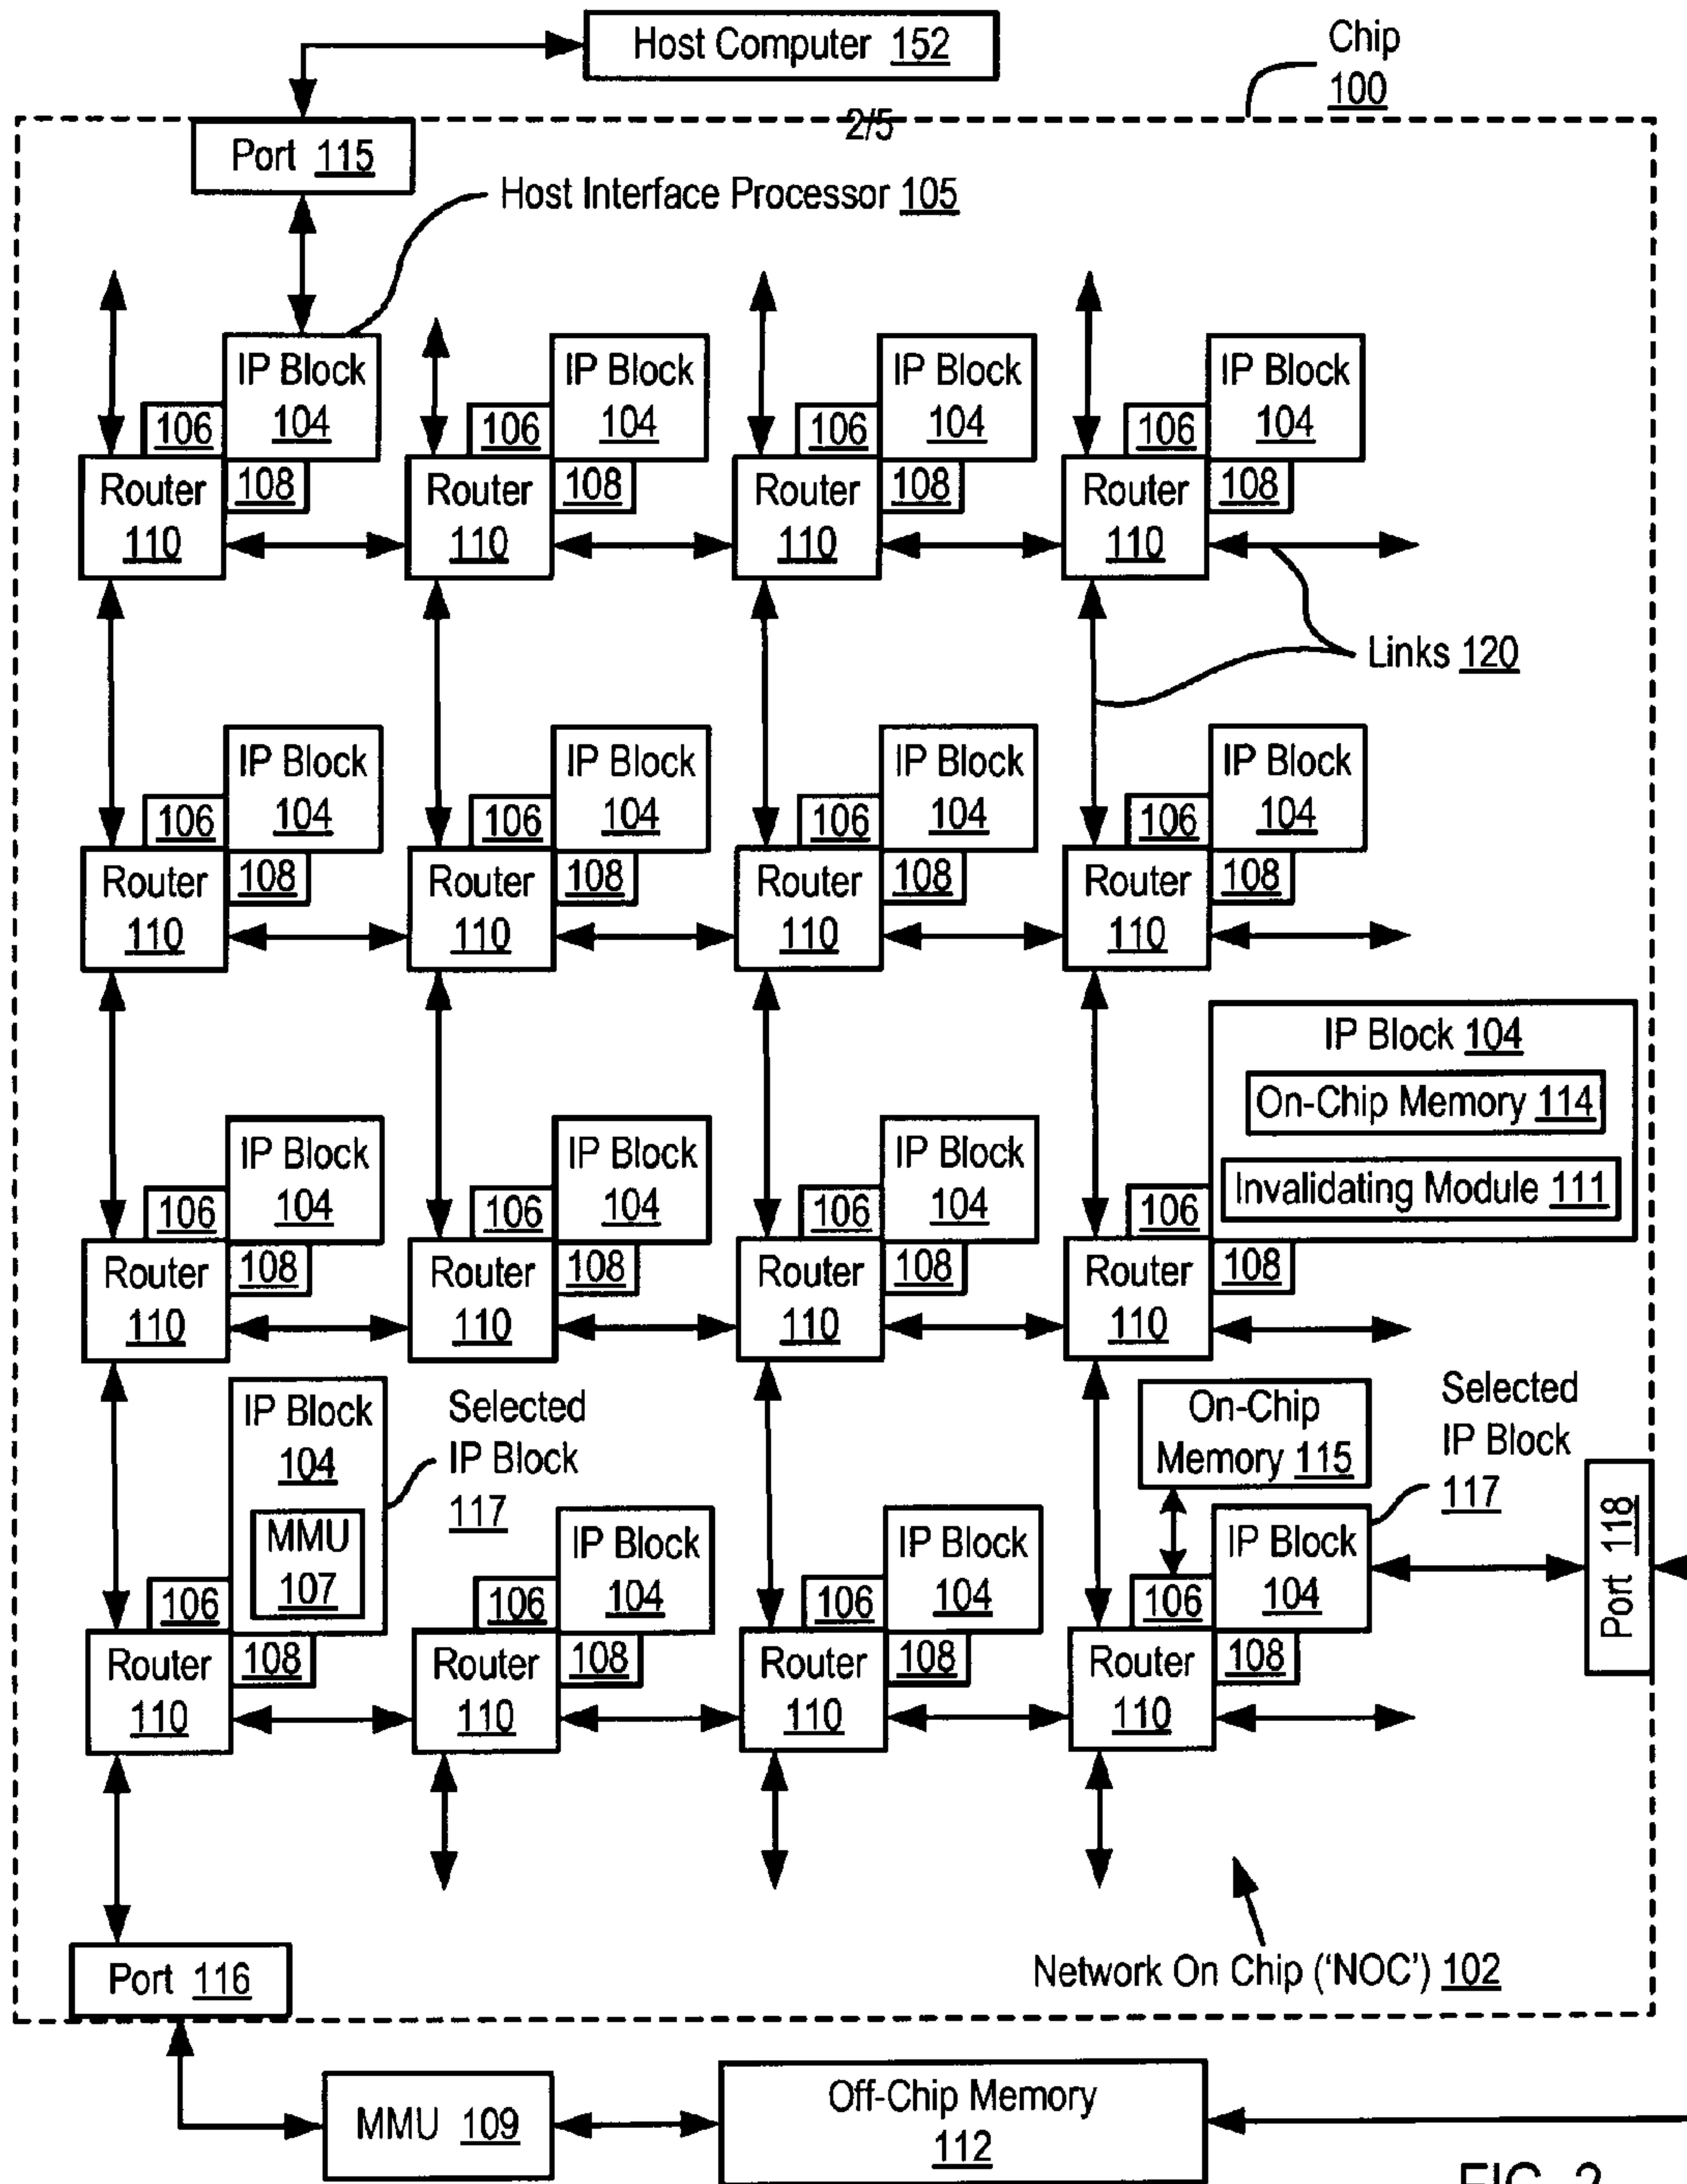 Host Computer 152
Chip
100
2/5
Port 115
Host Interface Processor 105
IP Block
104
IP Block
104
IP Block
104
IP Block
104
106
106
106
106
Router
110
108
Router
110
108
Router
110
108
Router
110
108
Links 120
IP Block
104
IP Block
104
IP Block
104
IP Block
104
106
106
106
106
Router
110
108
Router
110
108
Router
110
108
Router
110
108
IP Block 104
On-Chip Memory 114
Invalidating Module 111
IP Block
104
IP Block
104
IP Block
104
106
106
106
106
Router
110
108
Router
110
108
Router
110
108
Router
110
108
IP Block
104
MMU
107
Selected
IP Block
117
On-Chip
Memory 115
Selected
IP Block
117
Port 118
IP Block
104
IP Block
104
IP Block
104
106
106
106
106
Router
110
108
Router
110
108
Router
110
108
Router
110
108
Port 116
Network On Chip ('NOC') 102
MMU 109
Off-Chip Memory
112
FIG. 2